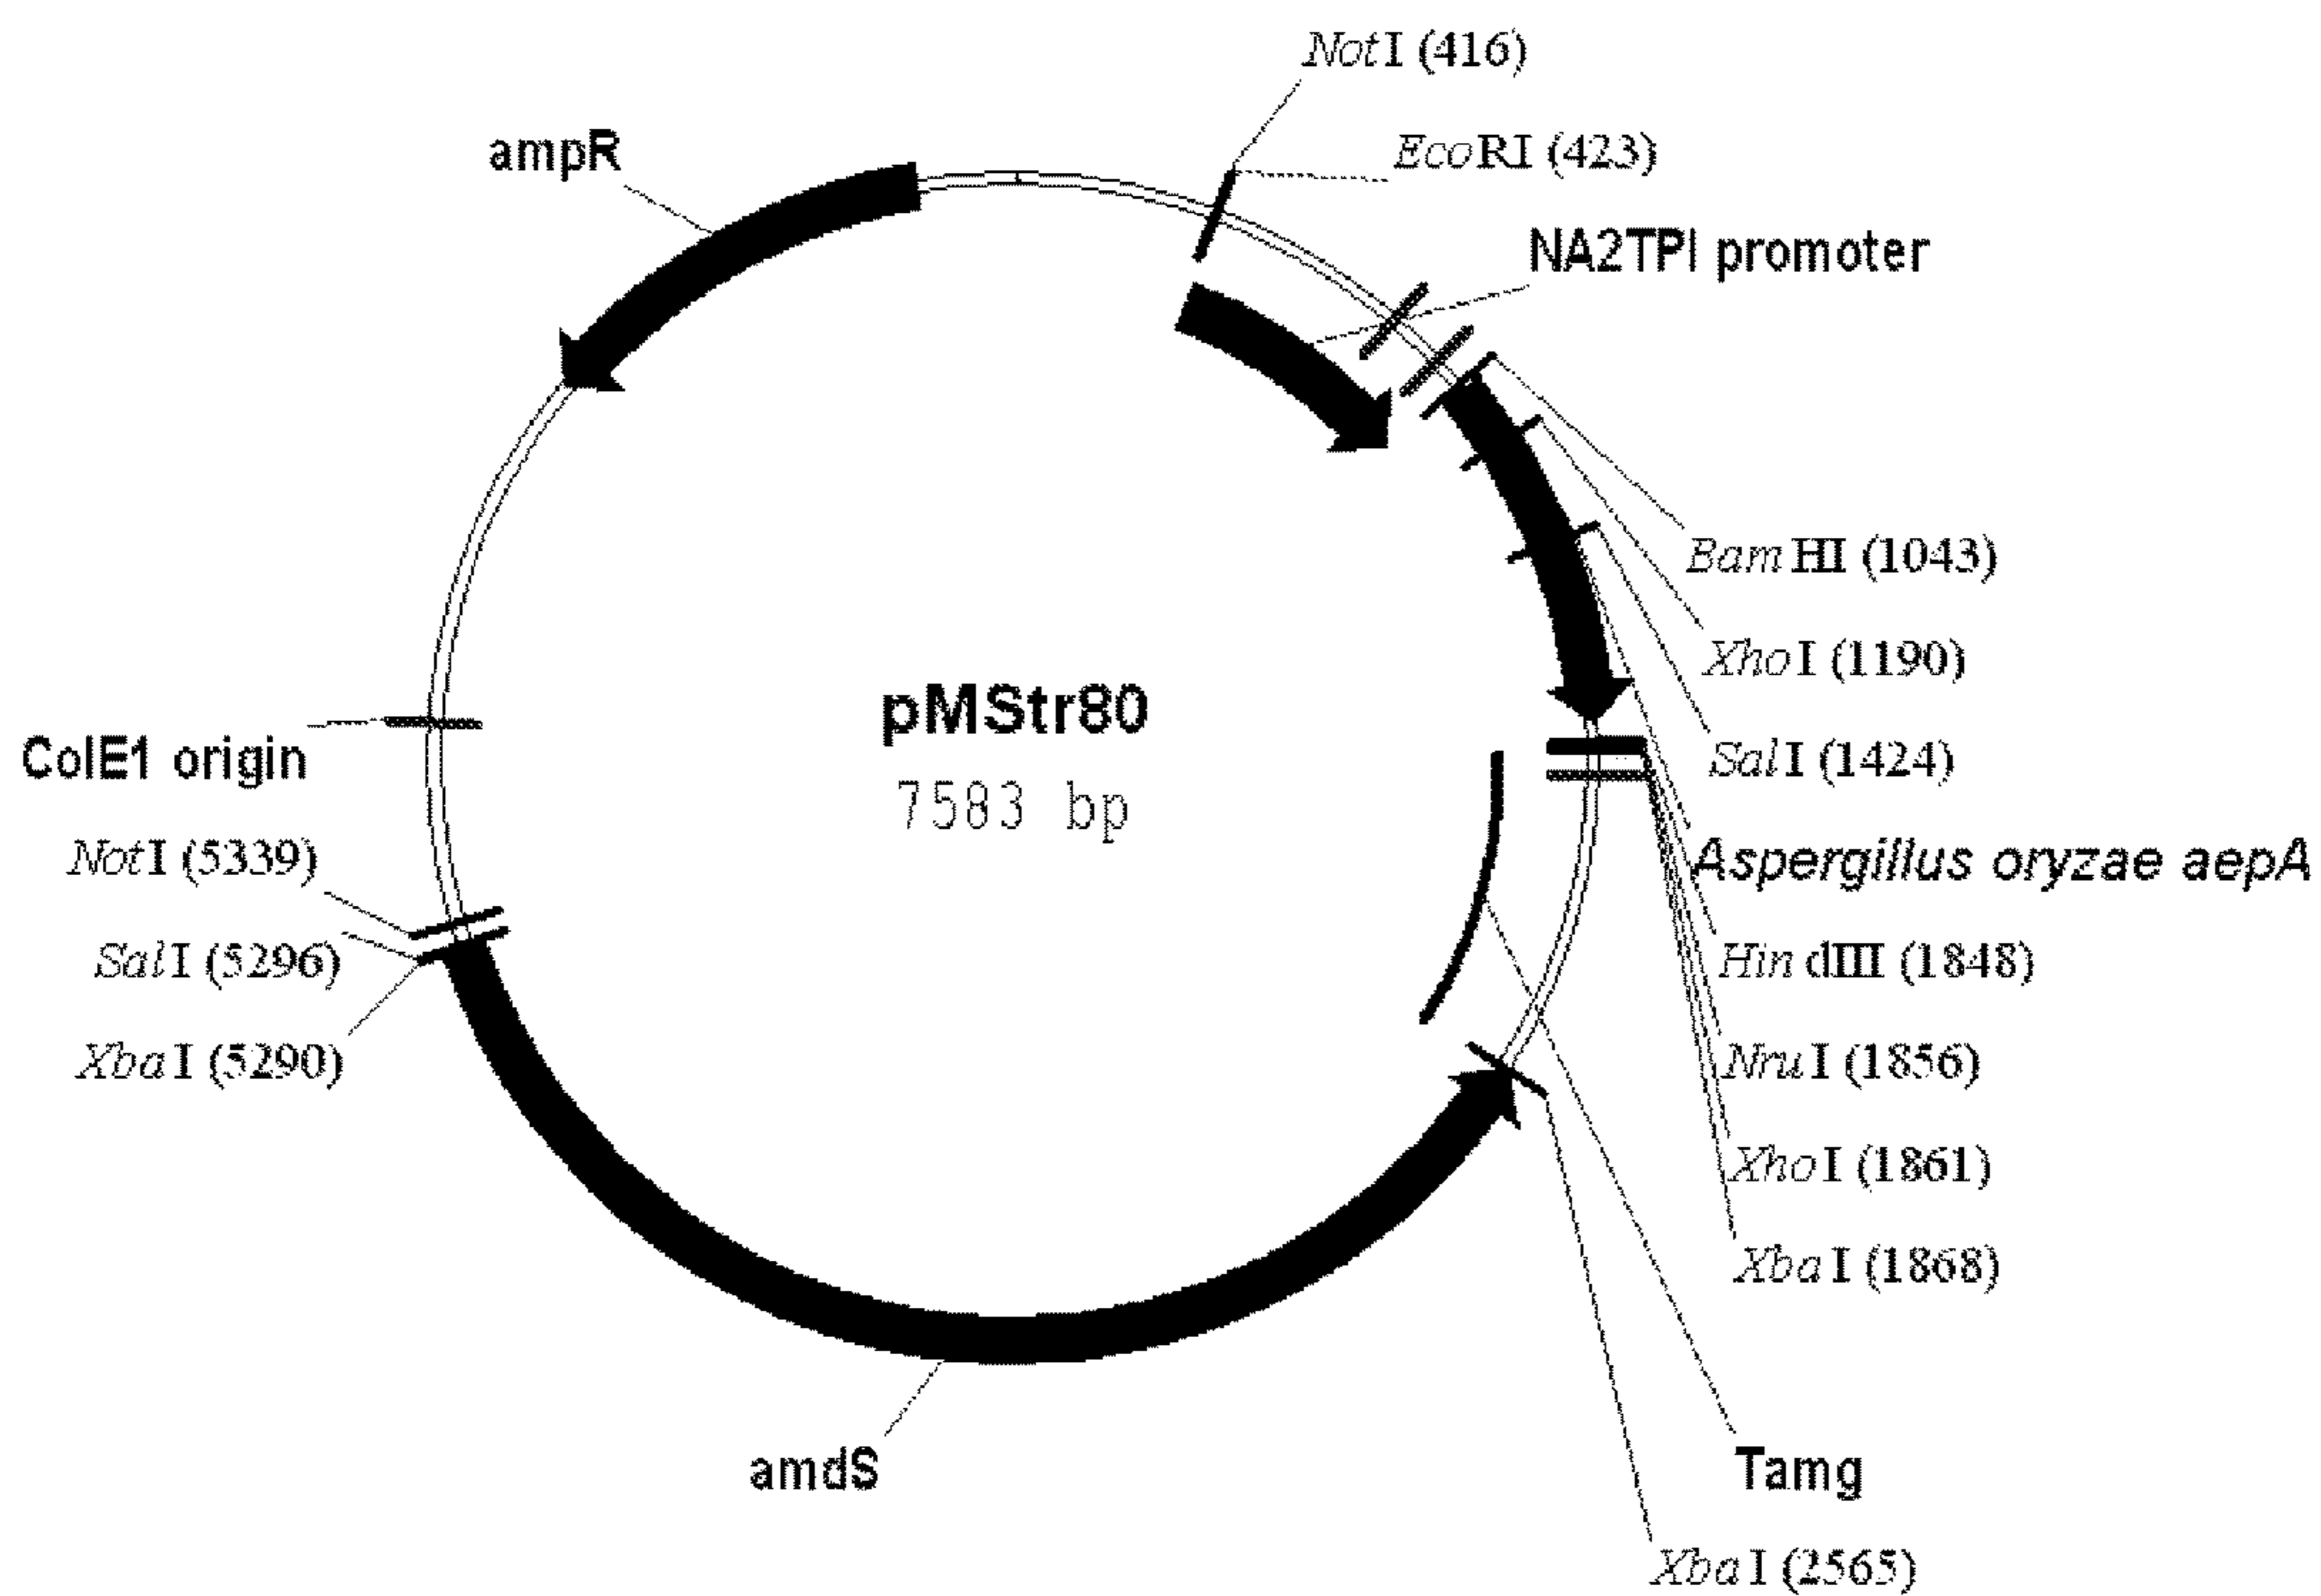 NotI (416)
EcoRI (423)
ampR
NA2TPI promoter
BamHI (1043)
XhoI (1190)
SalI (1424)
pMStr80
7583 bp
ColE1 origin
NotI (5339)
SalI (5296)
XbaI (5290)
Aspergillus oryzae aepA
HindIII (1848)
NruI (1856)
XhoI (1861)
XbaI (1868)
amdS
Tamg
XbaI (2565)